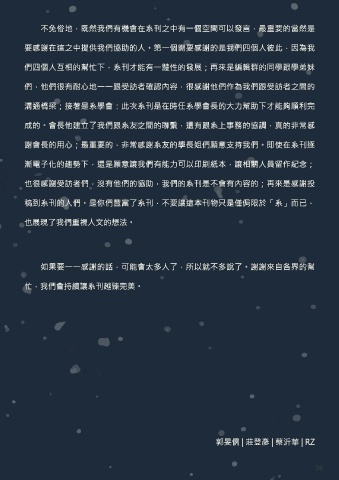 不免俗地，既然我們有機會在系刊之中有一個空間可以發言，最重要的當然是
要感謝在這之中提供我們協助的人。第一個需要感謝的是我們四個人彼此，因為我
們四個人互相的幫忙下，系刊才能有一體性的發展；再來是編輯群的同學跟學弟妹
們，他們很有耐心地一一跟受訪者確認內容，很感謝他們作為我們跟受訪者之間的
溝通橋樑；接著是系學會；此次系刊是在時任系學會長的大力幫助下才能夠順利完
成的。會長他建立了我們跟系友之間的聯繫，還有跟系上事務的協調，真的非常感
謝會長的用心；最重要的，非常感謝系友的學長姐們願意支持我們。即使在系刊逐
漸電子化的趨勢下，還是願意讓我們有能力可以印刷紙本，讓相關人員留作紀念；
也很感謝受訪者們，沒有他們的協助，我們的系刊是不會有內容的；再來是感謝投
稿到系刊的人們。是你們豐富了系刊，不要讓這本刊物只是僅侷限於「系」而已，
也展現了我們重視人文的想法。
如果要一一感謝的話，可能會太多人了，所以就不多說了。謝謝來自各界的幫
忙，我們會持續讓系刊越臻完美。
莊登彥 | 蔡沂華 | RZ